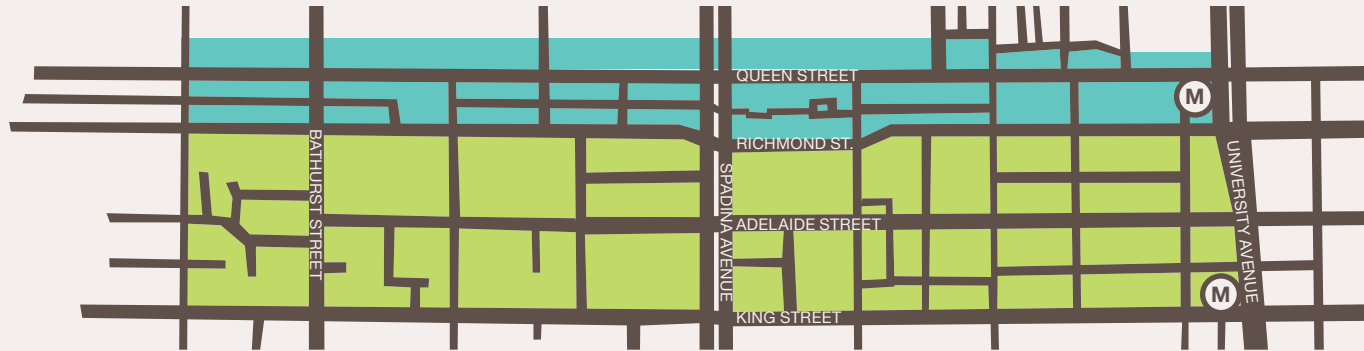 QUEEN STREET
M
RICHMOND ST.
BATHURST STREET
SPADINA AVENUE
UNIVERSITY AVENUE
ADELAIDE STREET
M
KING STREET